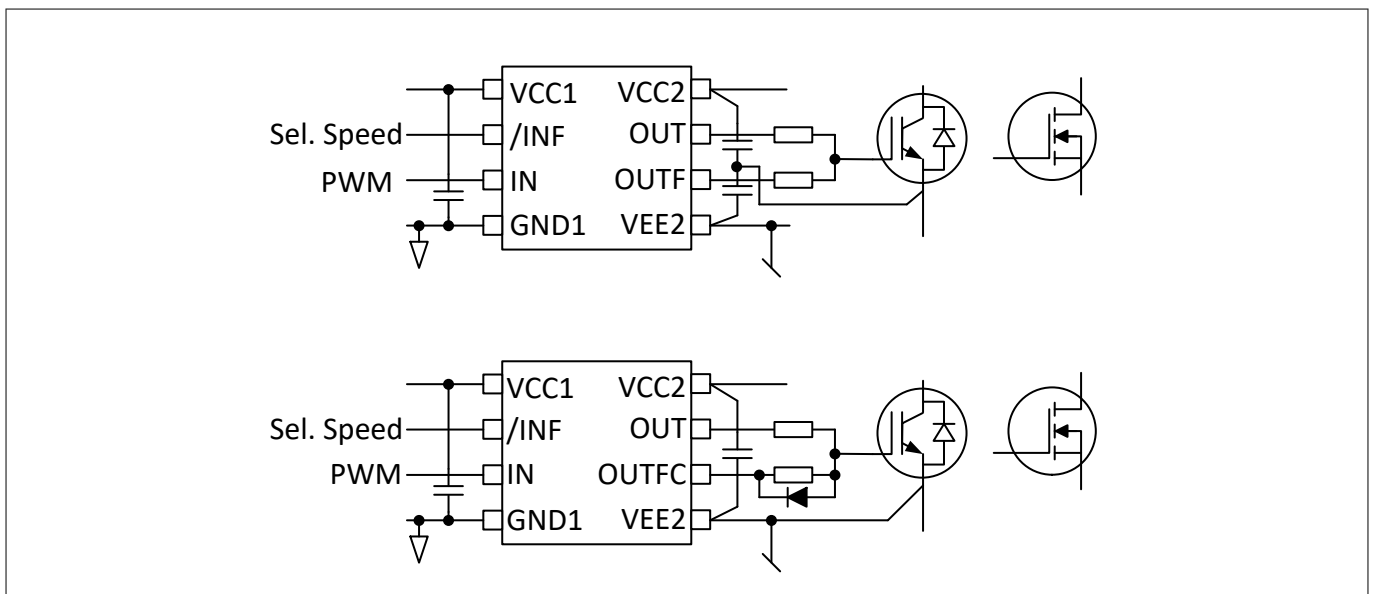 VCC1 VCC2
Sel. Speed /INF OUT
PWM IN OUTF
GND1 VEE2
VCC1 VCC2
Sel. Speed /INF OUT
PWM IN OUTFC
GND1 VEE2